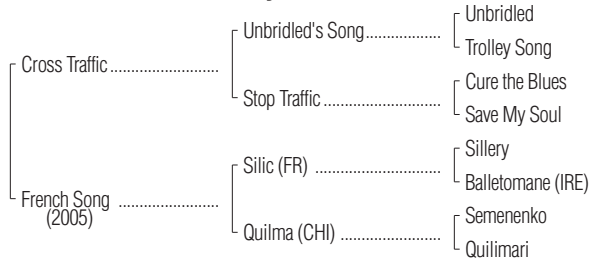 Unbridled
Unbridled's Song
Trolley Song
Cross Traffic
Cure the Blues
Stop Traffic
Save My Soul
Sillery
Silic (FR)
Balletomane (IRE)
French Song
(2005)
Semenenko
Quilma (CHI)
Quilimari